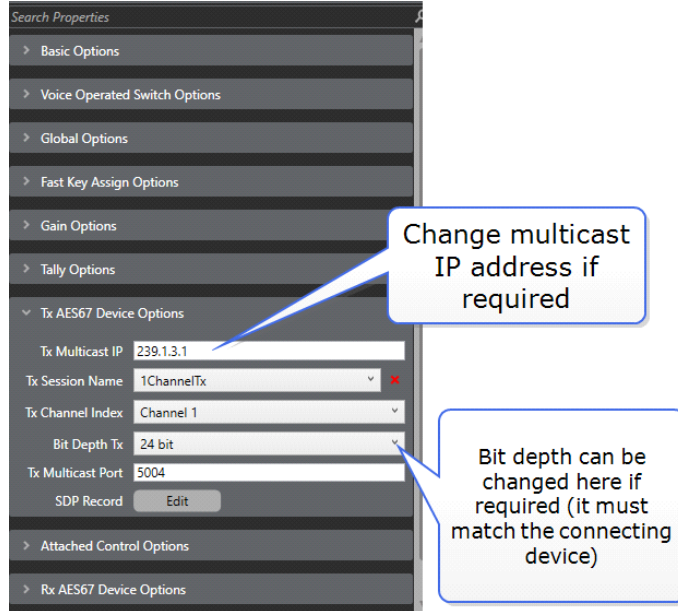 Search Properties
Basic Options
Voice Operated Switch Options
Global Options
Fast Key Assign Options
Gain Options
Tally Options
Tx AES67 Device Options
Tx Multicast IP 239.1.3.1
Tx Session Name 1ChannelTx
Tx Channel Index Channel 1
Bit Depth Tx 24 bit
Tx Multicast Port 5004
SDP Record Edit
Attached Control Options
Rx AES67 Device Options
Change multicast
IP address if
required
Bit depth can be
changed here if
required (it must
match the connecting
device)